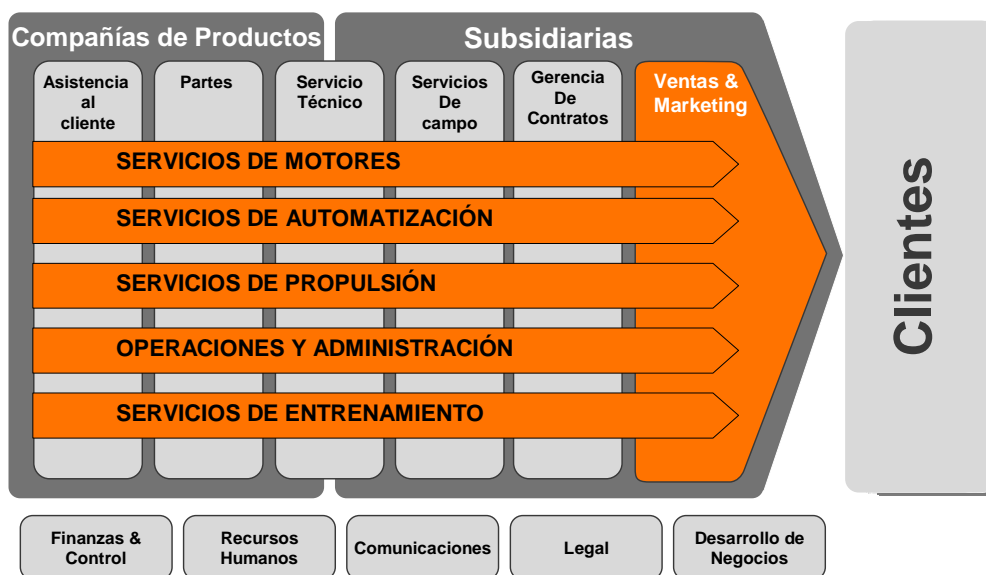 Compañías de Productos
Subsidiarias
Asistencia
al
cliente
Partes
Servicio
Técnico
Servicios
De
campo
Gerencia
De
Contratos
Ventas &
Marketing
SERVICIOS DE MOTORES
SERVICIOS DE AUTOMATIZACIÓN
SERVICIOS DE PROPULSIÓN
OPERACIONES Y ADMINISTRACIÓN
SERVICIOS DE ENTRENAMIENTO
Clientes
Finanzas &
Control
Recursos
Humanos
Comunicaciones
Legal
Desarrollo de
Negocios